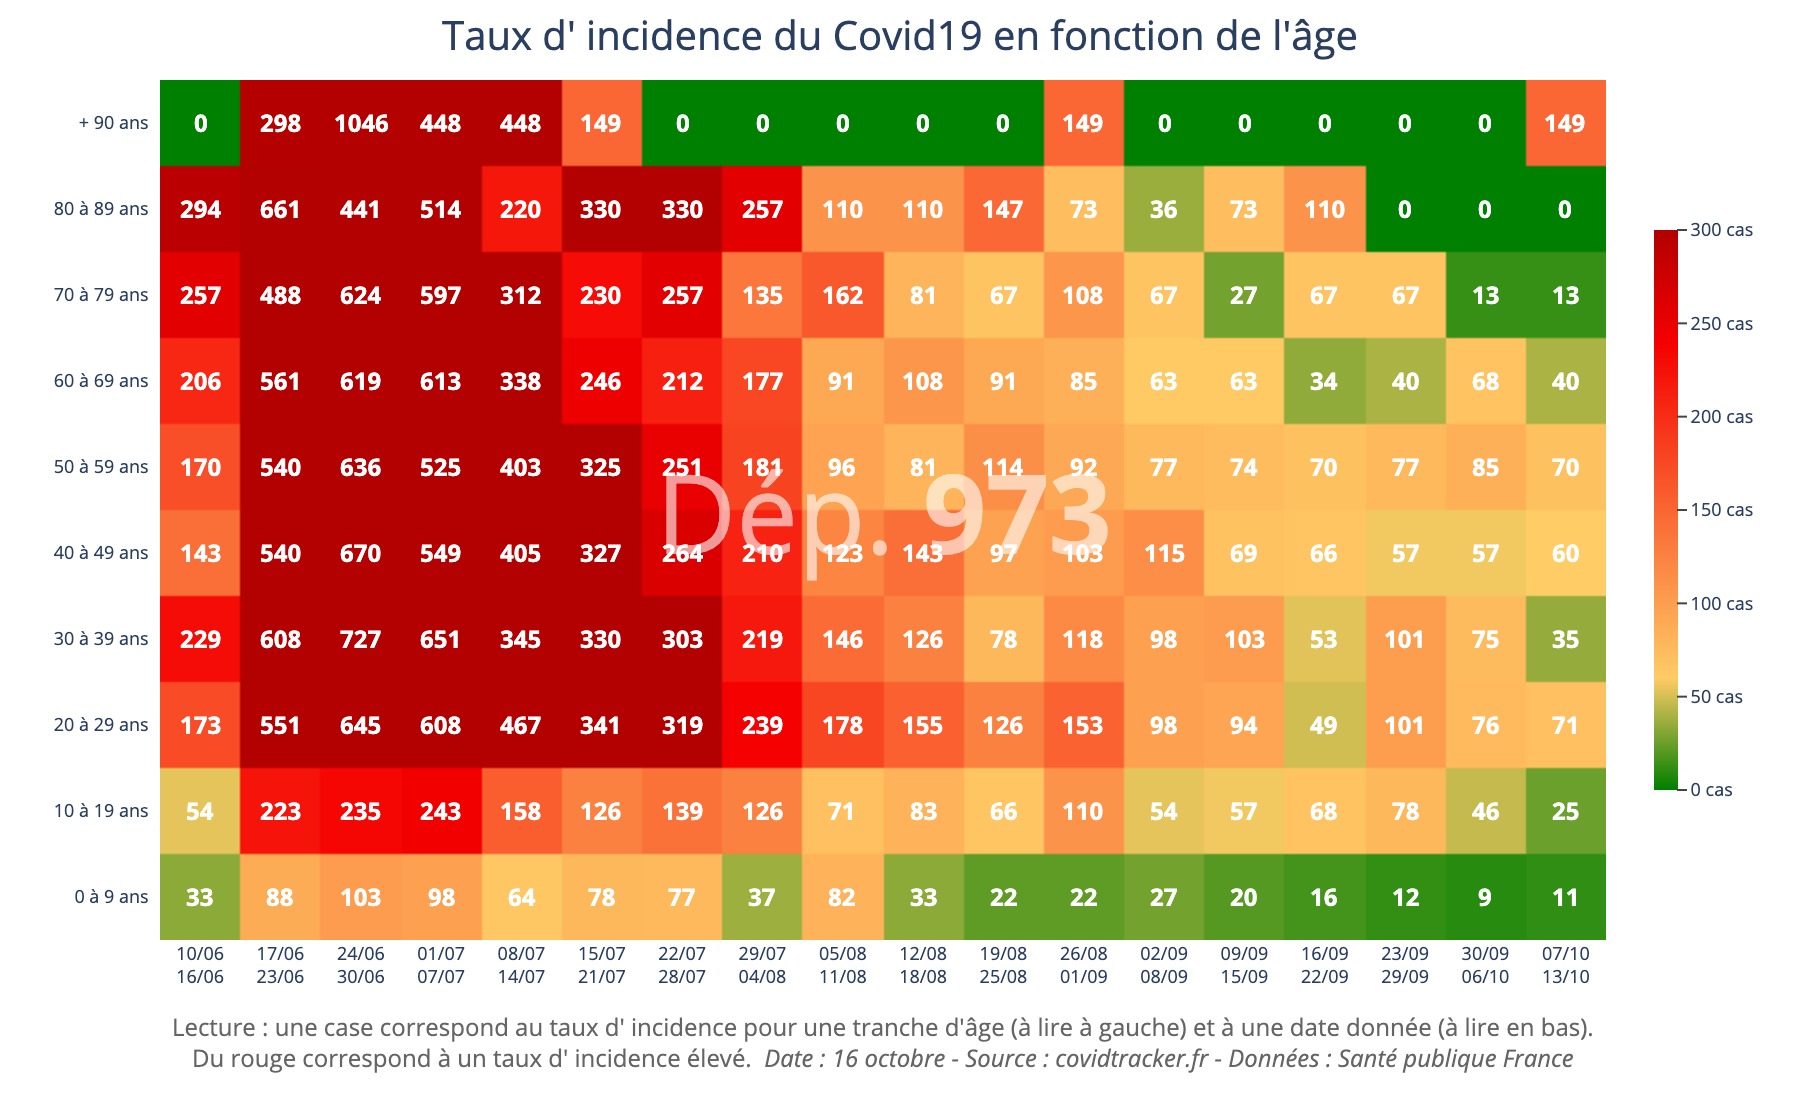 Taux d' incidence du Covid19 en fonction de l'âge
+ 90 ans 0 298 1046 448 448 149 0 0 0 0 0 149 0 0 0 0 0 149
80 à 89 ans 294 661 441 514 220 330 330 257 110 110 147 73 36 73 110 0 0 0
300 cas
70 à 79 ans 257 488 624 597 312 230 257 135 162 81 67 108 67 27 67 67 13 13
250 cas
60 à 69 ans 206 561 619 613 338 246 212 177 91 108 91 85 63 63 34 40 68 40
200 cas
50 à 59 ans 170 540 636 525 403 325 251 181 96 81 114 92 77 74 70 77 85 70
Dép. 973
150 cas
40 à 49 ans 143 540 670 549 405 327 264 210 123 143 97 103 115 69 66 57 57 60
100 cas
30 à 39 ans 229 608 727 651 345 330 303 219 146 126 78 118 98 103 53 101 75 35
50 cas
20 à 29 ans 173 551 645 608 467 341 319 239 178 155 126 153 98 94 49 101 76 71
0 cas
10 à 19 ans 54 223 235 243 158 126 139 126 71 83 66 110 54 57 68 78 46 25
0 à 9 ans 33 88 103 98 64 78 77 37 82 33 22 22 27 20 16 12 9 11
10/06 17/06 24/06 01/07 08/07 15/07 22/07 29/07 05/08 12/08 19/08 26/08 02/09 09/09 16/09 23/09 30/09 07/10
16/06 23/06 30/06 07/07 14/07 21/07 28/07 04/08 11/08 18/08 25/08 01/09 08/09 15/09 22/09 29/09 06/10 13/10
Lecture : une case correspond au taux d' incidence pour une tranche d'âge (à lire à gauche) et à une date donnée (à lire en bas).
Du rouge correspond à un taux d' incidence élevé. Date : 16 octobre - Source : covidtracker.fr - Données : Santé publique France